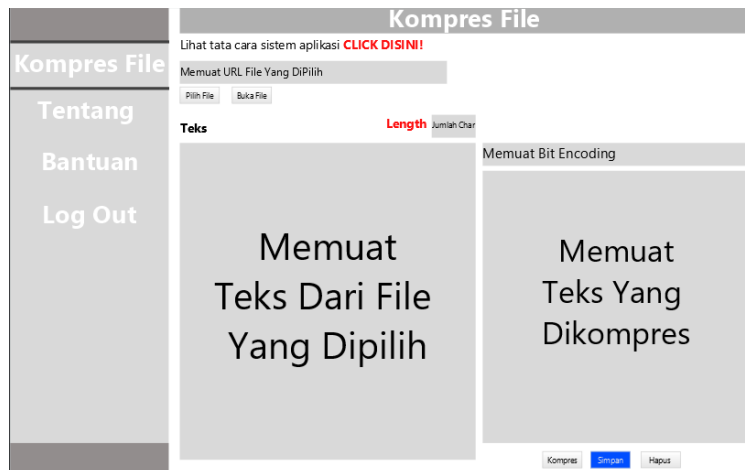 Kompres File
Kompres File
Tentang
Bantuan
Log Out
Lihat tata cara sistem aplikasi CLICK DISINI!
Memuat URL File Yang DiPilih
Pilih File
Buka File
Teks
Length
Jumlah Char
Memuat
Teks Dari File
Yang Dipilih
Memuat Bit Encoding
Memuat
Teks Yang
Dikompres
Kompres
Simpan
Hapus